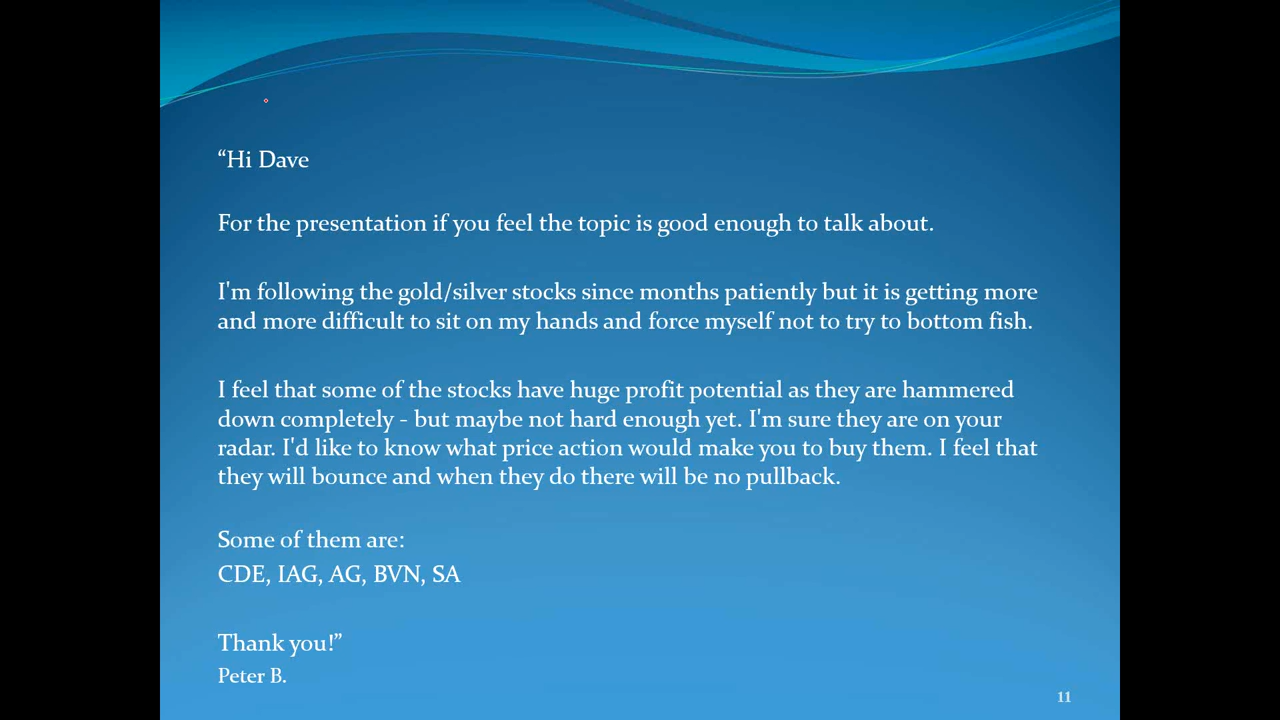 “Hi Dave
For the presentation if you feel the topic is good enough to talk about.
I'm following the gold/silver stocks since months patiently but it is getting more
and more difficult to sit on my hands and force myself not to try to bottom fish.
I feel that some of the stocks have huge profit potential as they are hammered
down completely - but maybe not hard enough yet. I'm sure they are on your
radar. I'd like to know what price action would make you to buy them. I feel that
they will bounce and when they do there will be no pullback.
Some of them are:
CDE, IAG, AG, BVN, SA
Thank you!”
Peter B.
11